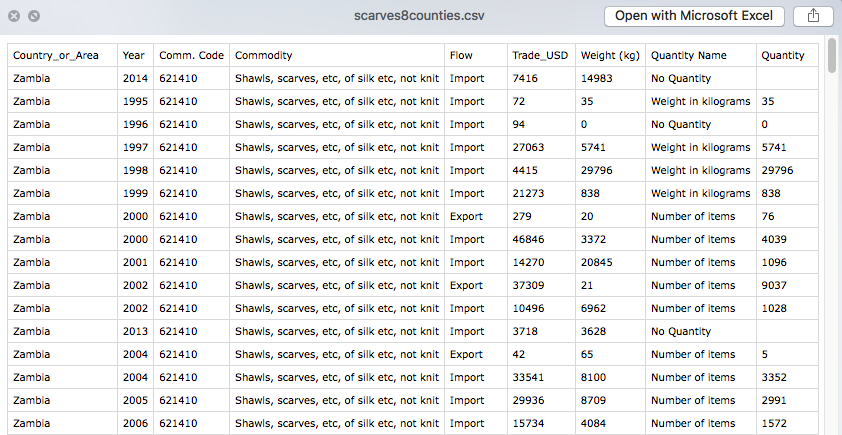 scarves8counties.csv
Open with Microsoft Excel
Country_or_Area Year Comm. Code Commodity Flow Trade_USD Weight (kg) Quantity Name Quantity
Zambia 2014 621410 Shawls, scarves, etc, of silk etc, not knit Import 7416 14983 No Quantity
Zambia 1995 621410 Shawls, scarves, etc, of silk etc, not knit Import 72 35 Weight in kilograms 35
Zambia 1996 621410 Shawls, scarves, etc, of silk etc, not knit Import 94 0 No Quantity 0
Zambia 1997 621410 Shawls, scarves, etc, of silk etc, not knit Import 27063 5741 Weight in kilograms 5741
Zambia 1998 621410 Shawls, scarves, etc, of silk etc, not knit Import 4415 29796 Weight in kilograms 29796
Zambia 1999 621410 Shawls, scarves, etc, of silk etc, not knit Import 21273 838 Weight in kilograms 838
Zambia 2000 621410 Shawls, scarves, etc, of silk etc, not knit Export 279 20 Number of items 76
Zambia 2000 621410 Shawls, scarves, etc, of silk etc, not knit Import 46846 3372 Number of items 4039
Zambia 2001 621410 Shawls, scarves, etc, of silk etc, not knit Import 14270 20845 Number of items 1096
Zambia 2002 621410 Shawls, scarves, etc, of silk etc, not knit Export 37309 21 Number of items 9037
Zambia 2002 621410 Shawls, scarves, etc, of silk etc, not knit Import 10496 6962 Number of items 1028
Zambia 2013 621410 Shawls, scarves, etc, of silk etc, not knit Import 3718 3628 No Quantity
Zambia 2004 621410 Shawls, scarves, etc, of silk etc, not knit Export 42 65 Number of items 5
Zambia 2004 621410 Shawls, scarves, etc, of silk etc, not knit Import 33541 8100 Number of items 3352
Zambia 2005 621410 Shawls, scarves, etc, of silk etc, not knit Import 29936 8709 Number of items 2991
Zambia 2006 621410 Shawls, scarves, etc, of silk etc, not knit Import 15734 4084 Number of items 1572